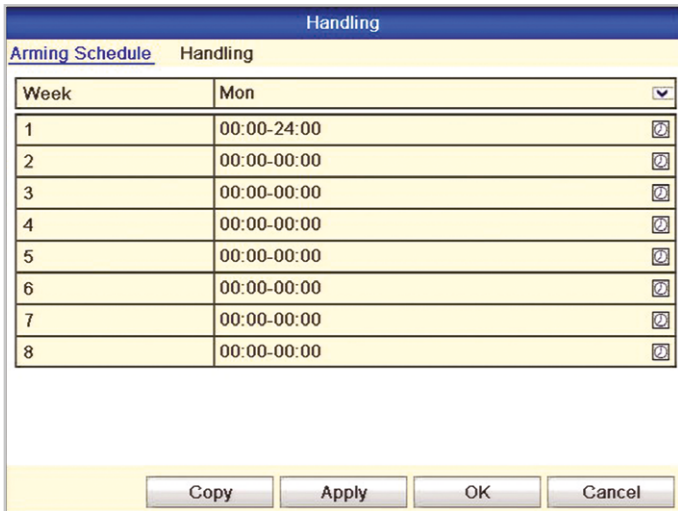 Handling
Arming Schedule Handling
Week Mon
1 00:00-24:00
2 00:00-00:00
3 00:00-00:00
4 00:00-00:00
5 00:00-00:00
6 00:00-00:00
7 00:00-00:00
8 00:00-00:00
Copy Apply OK Cancel